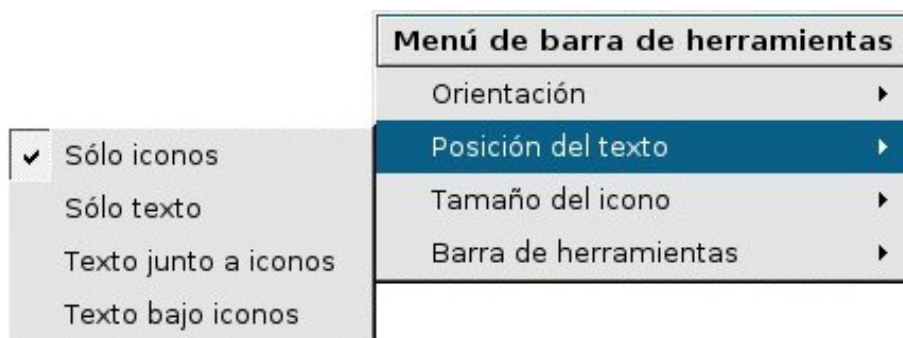 Menú de barra de herramientas
Orientación
Posición del texto
Tamaño del icono
Barra de herramientas
Sólo iconos
Sólo texto
Texto junto a iconos
Texto bajo iconos